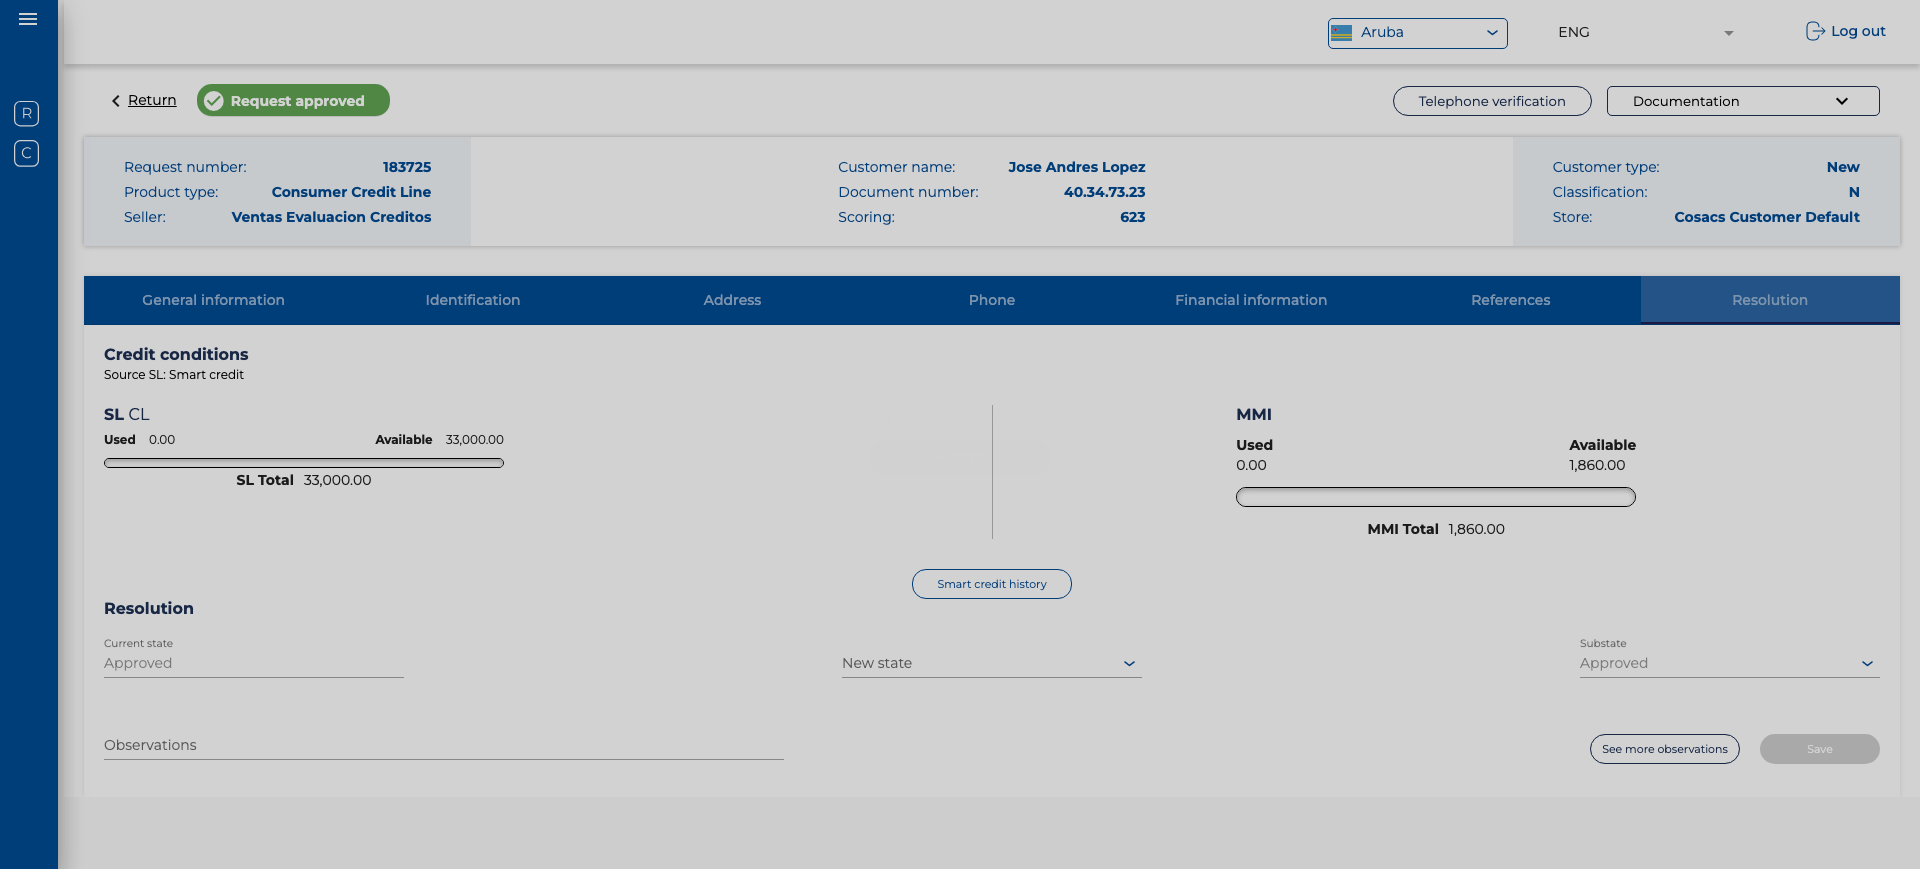 Aruba
ENG
Log out
R
C
Return
Request approved
Telephone verification
Documentation
Request number: 183725
Product type: Consumer Credit Line
Seller: Ventas Evaluacion Creditos
Customer name: Jose Andres Lopez
Document number: 40.34.73.23
Scoring: 623
Customer type: New
Classification: N
Store: Cosacs Customer Default
General information
Identification
Address
Phone
Financial information
References
Resolution
Credit conditions
Source SL: Smart credit
SL CL
Used 0.00 Available 33,000.00
SL Total 33,000.00
MMI
Used Available
0.00 1,860.00
MMI Total 1,860.00
Smart credit history
Resolution
Current state
Approved
New state
Substate
Approved
Observations
See more observations
Save